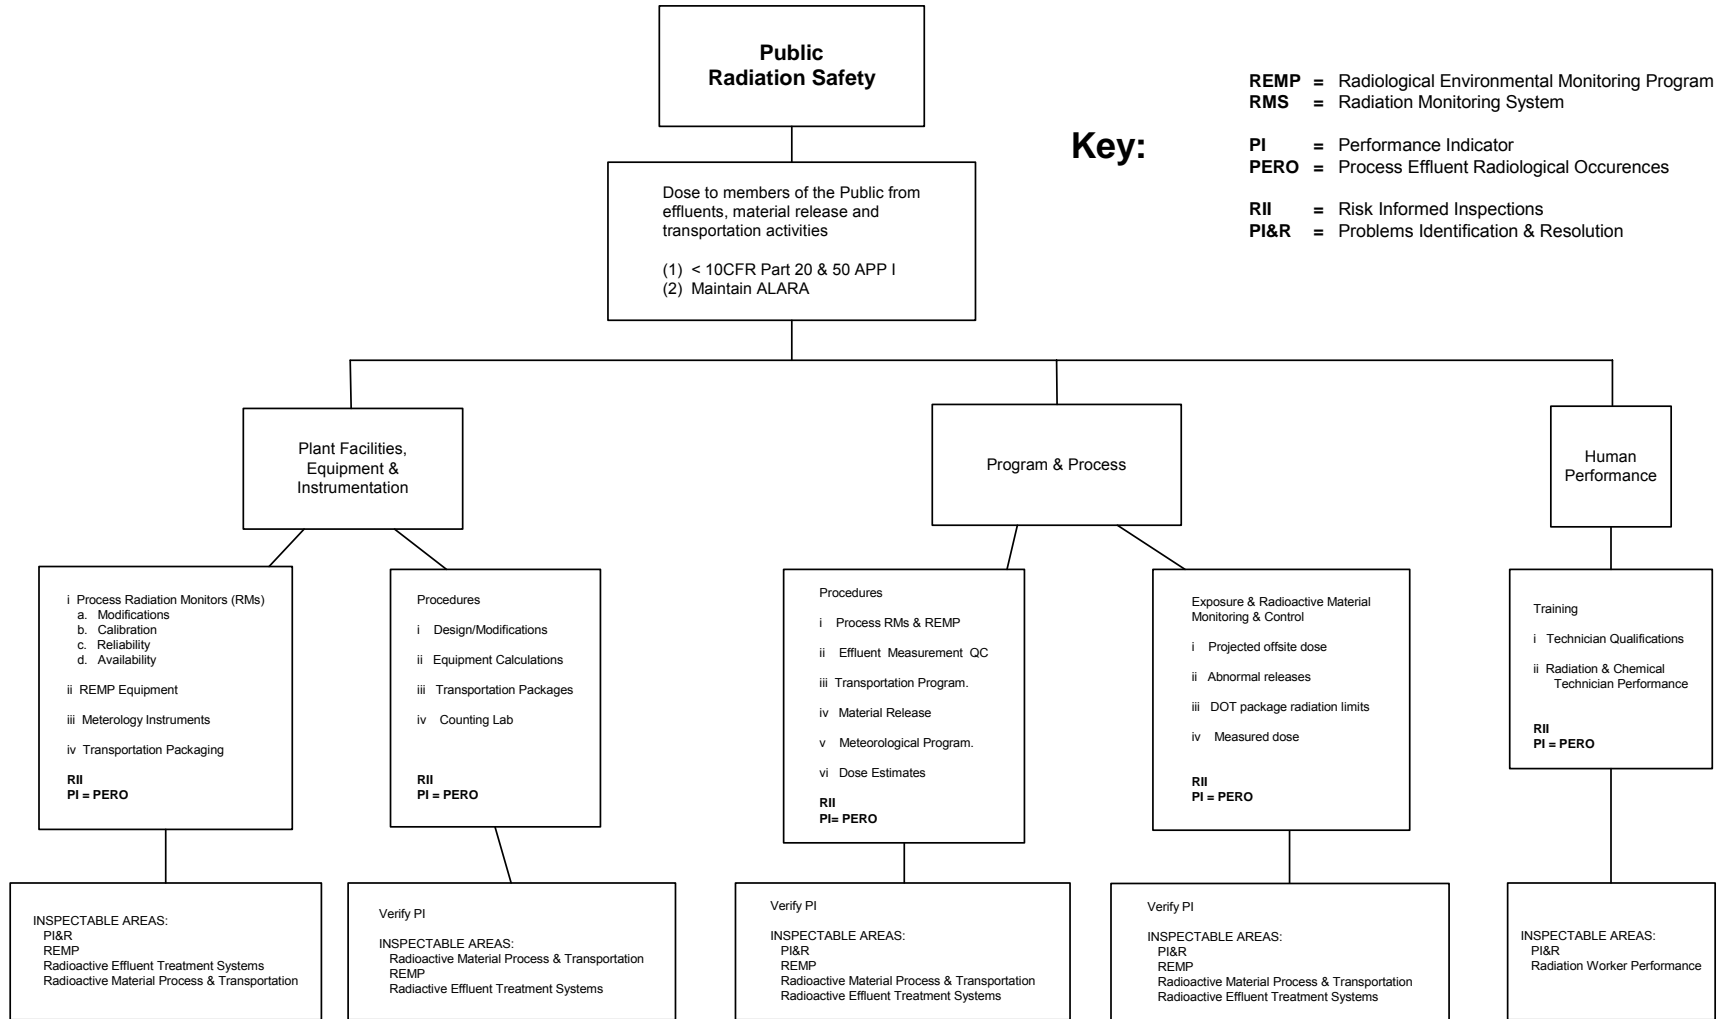 Public
Radiation Safety
Key:
REMP = Radiological Environmental Monitoring Program
RMS = Radiation Monitoring System
PI = Performance Indicator
PERO = Process Effluent Radiological Occurences
RII = Risk Informed Inspections
PI&R = Problems Identification & Resolution
Dose to members of the Public from
effluents, material release and
transportation activities
(1) < 10CFR Part 20 & 50 APP I
(2) Maintain ALARA
Plant Facilities,
Equipment &
Instrumentation
Program & Process
Human
Performance
i Process Radiation Monitors (RMs)
a. Modifications
b. Calibration
c. Reliability
d. Availability
ii REMP Equipment
iii Meterology Instruments
iv Transportation Packaging
RII
PI = PERO
Procedures
i Design/Modifications
ii Equipment Calculations
iii Transportation Packages
iv Counting Lab
RII
PI = PERO
Procedures
i Process RMs & REMP
ii Effluent Measurement QC
iii Transportation Program.
iv Material Release
v Meteorological Program.
vi Dose Estimates
RII
PI= PERO
Exposure & Radioactive Material
Monitoring & Control
i Projected offsite dose
ii Abnormal releases
iii DOT package radiation limits
iv Measured dose
RII
PI = PERO
Training
i Technician Qualifications
ii Radiation & Chemical
Technician Performance
RII
PI = PERO
INSPECTABLE AREAS:
PI&R
REMP
Radioactive Effluent Treatment Systems
Radioactive Material Process & Transportation
Verify PI
INSPECTABLE AREAS:
Radioactive Material Process & Transportation
REMP
Radiactive Effluent Treatment Systems
Verify PI
INSPECTABLE AREAS:
PI&R
REMP
Radioactive Material Process & Transportation
Radioactive Effluent Treatment Systems
Verify PI
INSPECTABLE AREAS:
PI&R
REMP
Radioactive Material Process & Transportation
Radioactive Effluent Treatment Systems
INSPECTABLE AREAS:
PI&R
Radiation Worker Performance